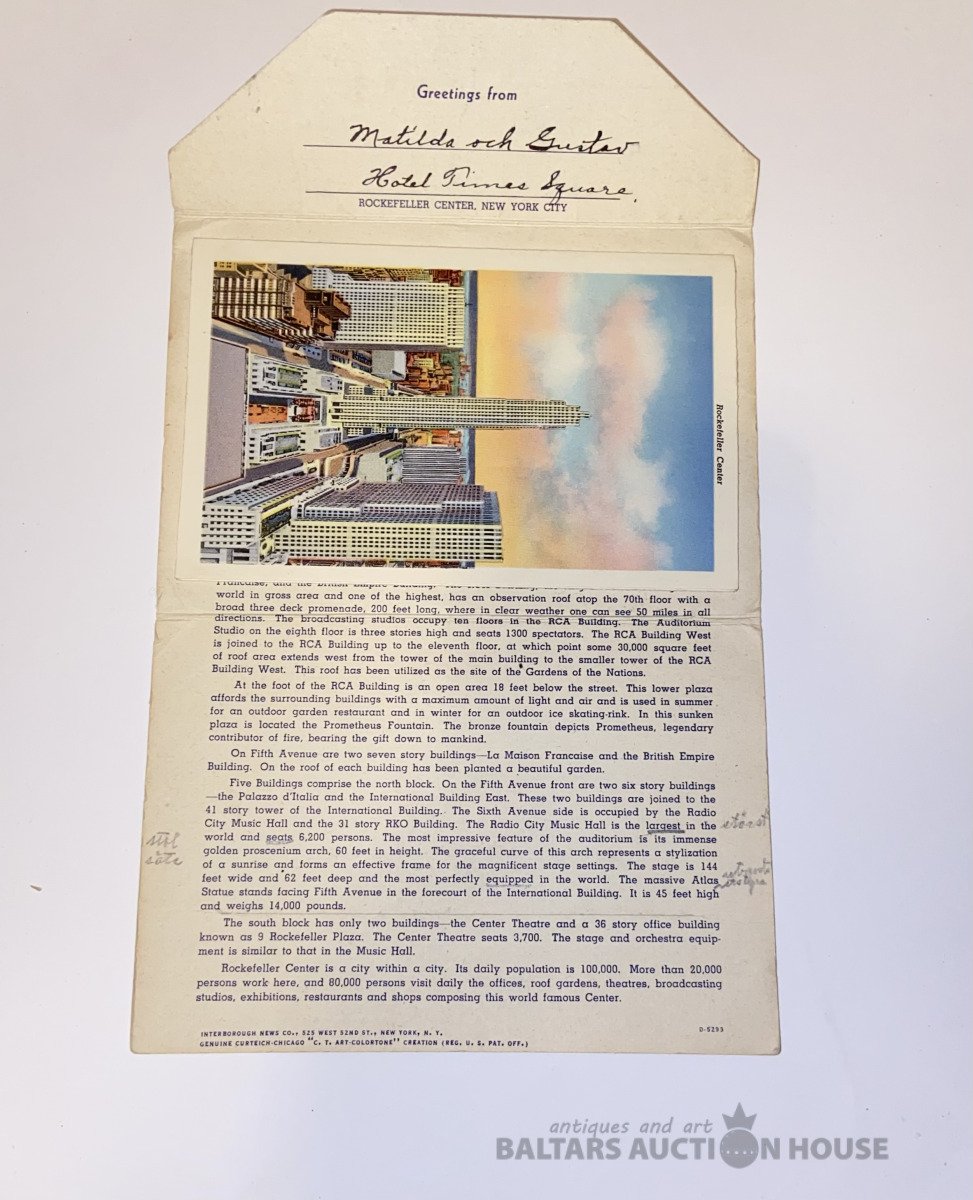 Greetings from
Matilda och Gustav
Hotel Times Square,
ROCKEFELLER CENTER, NEW YORK CITY
Rockefeller Center
Francaise, and the British Empire Building.
world in gross area and one of the highest, has an observation roof atop the 70th floor with a
broad three deck promenade, 200 feet long, where in clear weather one can see 50 miles in all
directions. The broadcasting studios occupy ten floors in the RCA Building. The Auditorium
Studio on the eighth floor is three stories high and seats 1300 spectators. The RCA Building West
is joined to the RCA Building up to the eleventh floor, at which point some 30,000 square feet
of roof area extends west from the tower of the main building to the smaller tower of the RCA
Building West. This roof has been utilized as the site of the Gardens of the Nations.
At the foot of the RCA Building is an open area 18 feet below the street. This lower plaza
affords the surrounding buildings with a maximum amount of light and air and is used in summer
for an outdoor garden restaurant and in winter for an outdoor ice skating-rink. In this sunken
plaza is located the Prometheus Fountain. The bronze fountain depicts Prometheus, legendary
contributor of fire, bearing the gift down to mankind.
On Fifth Avenue are two seven story buildings—La Maison Francaise and the British Empire
Building. On the roof of each building has been planted a beautiful garden.
Five Buildings comprise the north block. On the Fifth Avenue front are two six story buildings
—the Palazzo d'Italia and the International Building East. These two buildings are joined to the
41 story tower of the International Building. The Sixth Avenue side is occupied by the Radio
City Music Hall and the 31 story RKO Building. The Radio City Music Hall is the largest in the störst
world and seats 6,200 persons. The most impressive feature of the auditorium is its immense
golden proscenium arch, 60 feet in height. The graceful curve of this arch represents a stylization
of a sunrise and forms an effective frame for the magnificent stage settings. The stage is 144
feet wide and 62 feet deep and the most perfectly equipped in the world. The massive Atlas
Statue stands facing Fifth Avenue in the forecourt of the International Building. It is 45 feet high
and weighs 14,000 pounds.
The south block has only two buildings—the Center Theatre and a 36 story office building
known as 9 Rockefeller Plaza. The Center Theatre seats 3,700. The stage and orchestra equip-
ment is similar to that in the Music Hall.
Rockefeller Center is a city within a city. Its daily population is 100,000. More than 20,000
persons work here, and 80,000 persons visit daily the offices, roof gardens, theatres, broadcasting
studios, exhibitions, restaurants and shops composing this world famous Center.
INTERBOROUGH NEWS CO., 525 WEST 52ND ST., NEW YORK, N. Y.
GENUINE CURTEICH-CHICAGO "C. T. ART-COLORTONE" CREATION (REG. U. S. PAT. OFF.)
D-5293
antiques and art
BALTARS AUCTION HOUSE